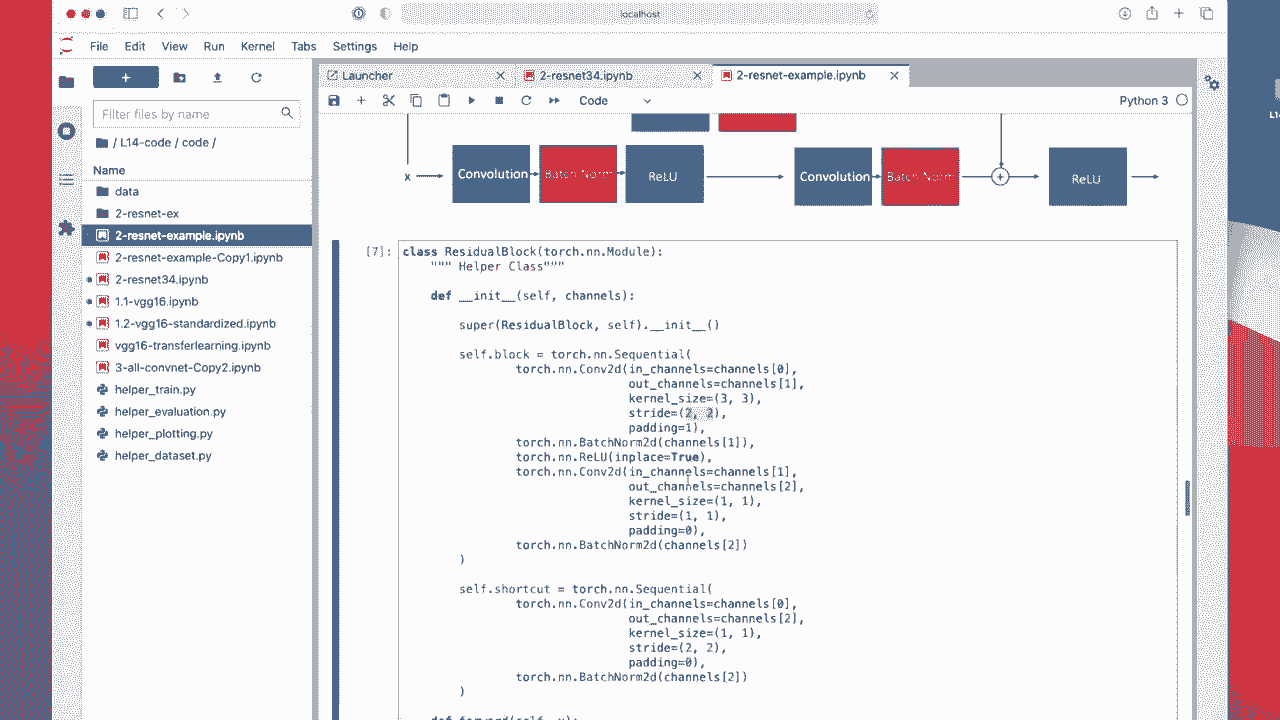 localhost
File Edit View Run Kernel Tabs Settings Help
Launcher 2-resnet34.ipynb 2-resnet-example.ipynb
Filter files by name
Code Python 3
/ L14-code / code /
Name
data
2-resnet-ex
2-resnet-example.ipynb
2-resnet-example-Copy1.ipynb
2-resnet34.ipynb
1.1-vgg16.ipynb
1.2-vgg16-standardized.ipynb
vgg16-transferlearning.ipynb
3-all-convnet-Copy2.ipynb
helper_train.py
helper_evaluation.py
helper_plotting.py
helper_dataset.py
x Convolution Batch Norm ReLU Convolution Batch Norm + ReLU
[7]: class ResidualBlock(torch.nn.Module):
""" Helper Class"""
def __init__(self, channels):
super(ResidualBlock, self).__init__()
self.block = torch.nn.Sequential(
torch.nn.Conv2d(in_channels=channels[0],
out_channels=channels[1],
kernel_size=(3, 3),
stride=(2, 2),
padding=1),
torch.nn.BatchNorm2d(channels[1]),
torch.nn.ReLU(inplace=True),
torch.nn.Conv2d(in_channels=channels[1],
out_channels=channels[2],
kernel_size=(1, 1),
stride=(1, 1),
padding=0),
torch.nn.BatchNorm2d(channels[2])
)
self.shortcut = torch.nn.Sequential(
torch.nn.Conv2d(in_channels=channels[0],
out_channels=channels[2],
kernel_size=(1, 1),
stride=(2, 2),
padding=0),
torch.nn.BatchNorm2d(channels[2])
)
def forward(self, x):